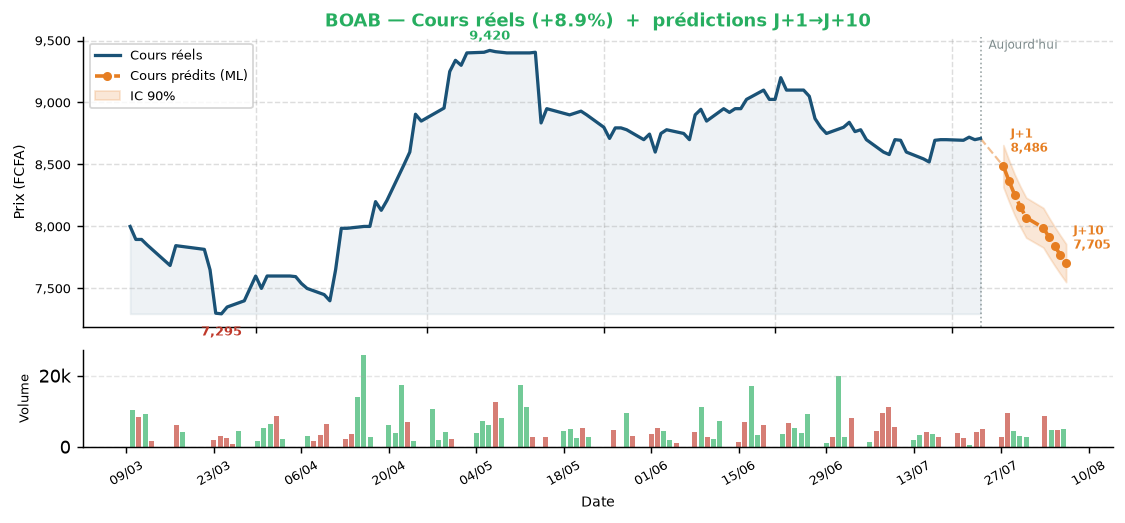 BOAB — Cours réels (+8.9%)  +  prédictions J+1→J+10
9,420
Aujourd'hui
Cours réels
Cours prédits (ML)
IC 90%
9,500
9,000
8,500
8,000
7,500
Prix (FCFA)
J+1
8,486
J+10
7,705
7,295
Volume
20k
0
09/03
23/03
06/04
20/04
04/05
18/05
01/06
15/06
29/06
13/07
27/07
10/08
Date